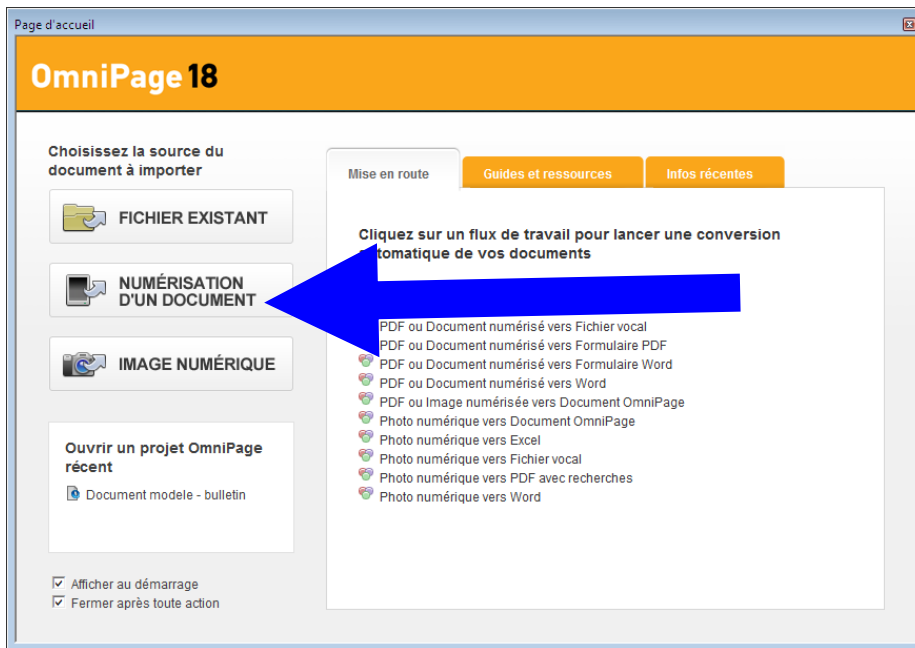 Page d'accueil
OmniPage 18
Choisissez la source du
document à importer
FICHIER EXISTANT
NUMÉRISATION
D'UN DOCUMENT
IMAGE NUMÉRIQUE
Ouvrir un projet OmniPage
récent
Document modele - bulletin
Afficher au démarrage
Fermer après toute action
Mise en route
Guides et ressources
Infos récentes
Cliquez sur un flux de travail pour lancer une conversion
automatique de vos documents
PDF ou Document numérisé vers Fichier vocal
PDF ou Document numérisé vers Formulaire PDF
PDF ou Document numérisé vers Formulaire Word
PDF ou Document numérisé vers Word
PDF ou Image numérisée vers Document OmniPage
Photo numérique vers Document OmniPage
Photo numérique vers Excel
Photo numérique vers Fichier vocal
Photo numérique vers PDF avec recherches
Photo numérique vers Word